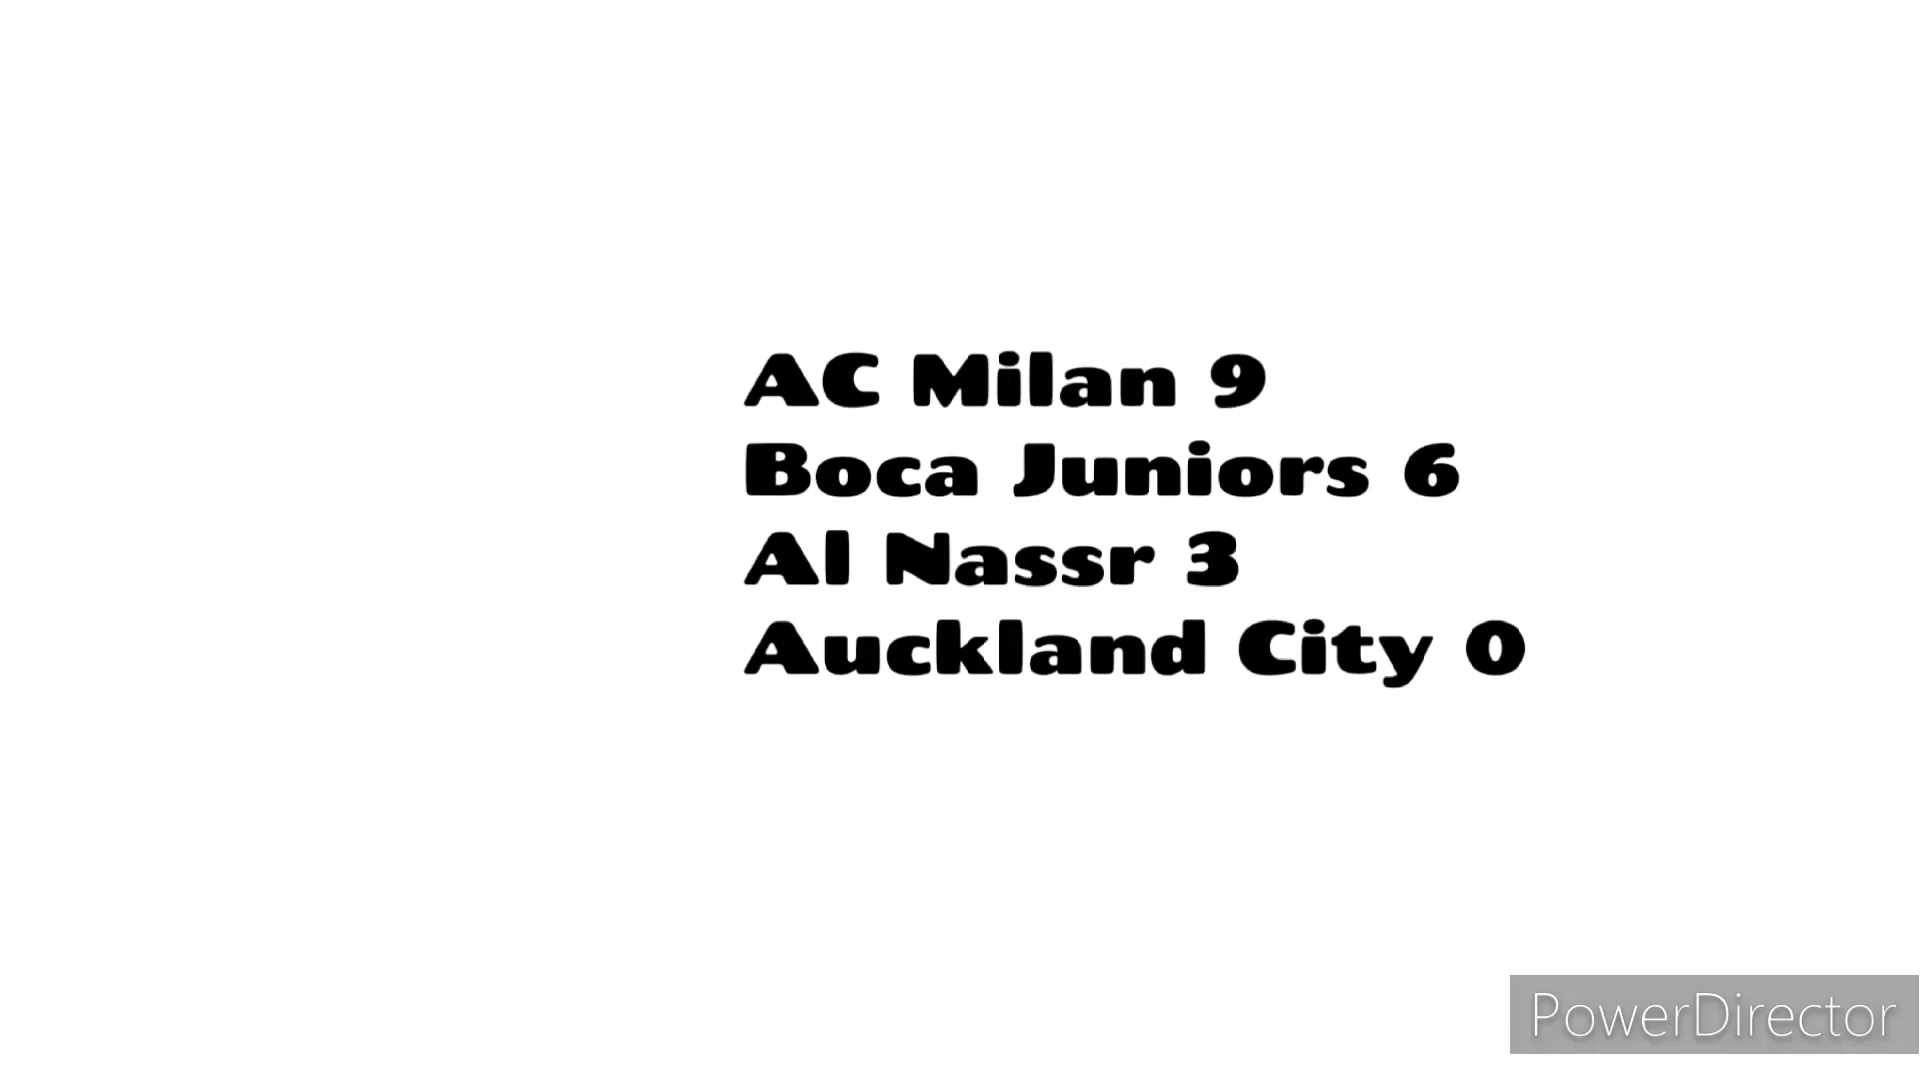 AC Milan 9
Boca Juniors 6
Al Nassr 3
Auckland City 0
PowerDirector